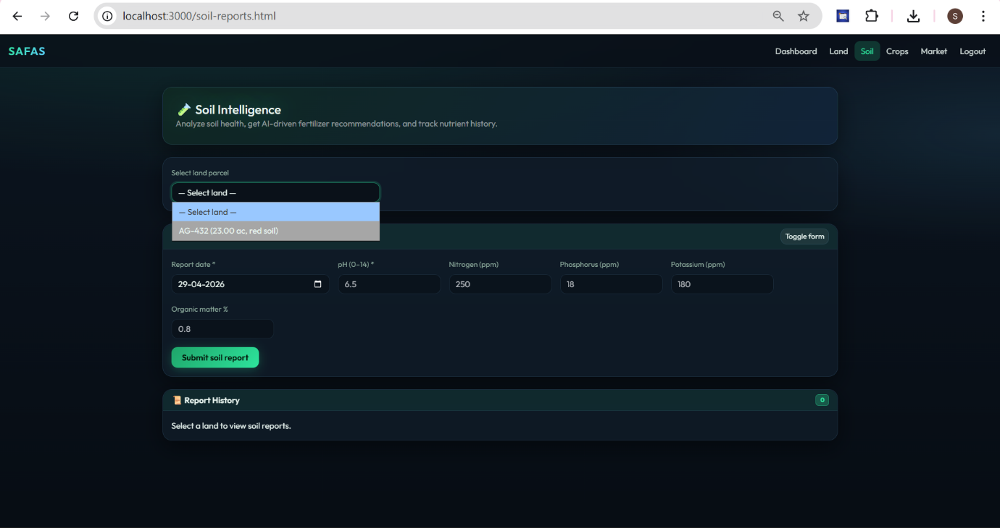 localhost:3000/soil-reports.html
S
SAFAS
Dashboard Land Soil Crops Market Logout
Soil Intelligence
Analyze soil health, get AI-driven fertilizer recommendations, and track nutrient history.
Select land parcel
— Select land —
— Select land —
AG-432 (23.00 ac, red soil)
Toggle form
Report date * pH (0–14) * Nitrogen (ppm) Phosphorus (ppm) Potassium (ppm)
29-04-2026 6.5 250 18 180
Organic matter %
0.8
Submit soil report
Report History 0
Select a land to view soil reports.